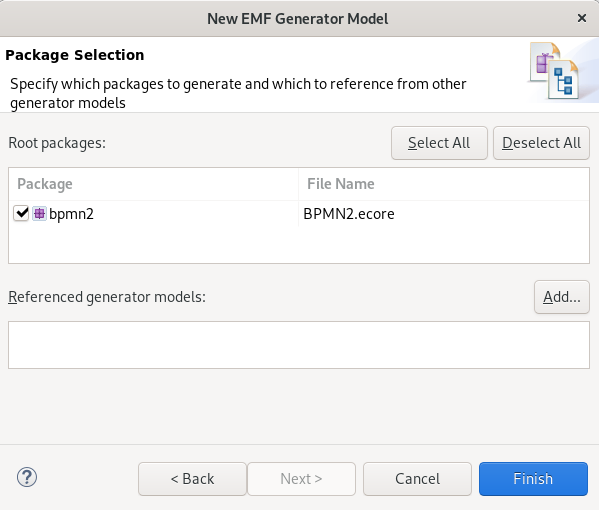 New EMF Generator Model
×
Package Selection
Specify which packages to generate and which to reference from other
generator models
Root packages:
Select All
Deselect All
Package
File Name
bpmn2
BPMN2.ecore
Referenced generator models:
Add...
?
< Back
Next >
Cancel
Finish